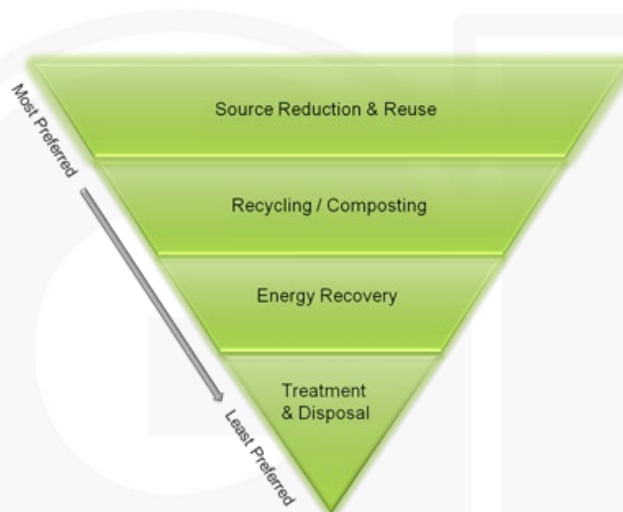 Most Preferred
Source Reduction & Reuse
Recycling / Composting
Energy Recovery
Treatment
& Disposal
Least Preferred